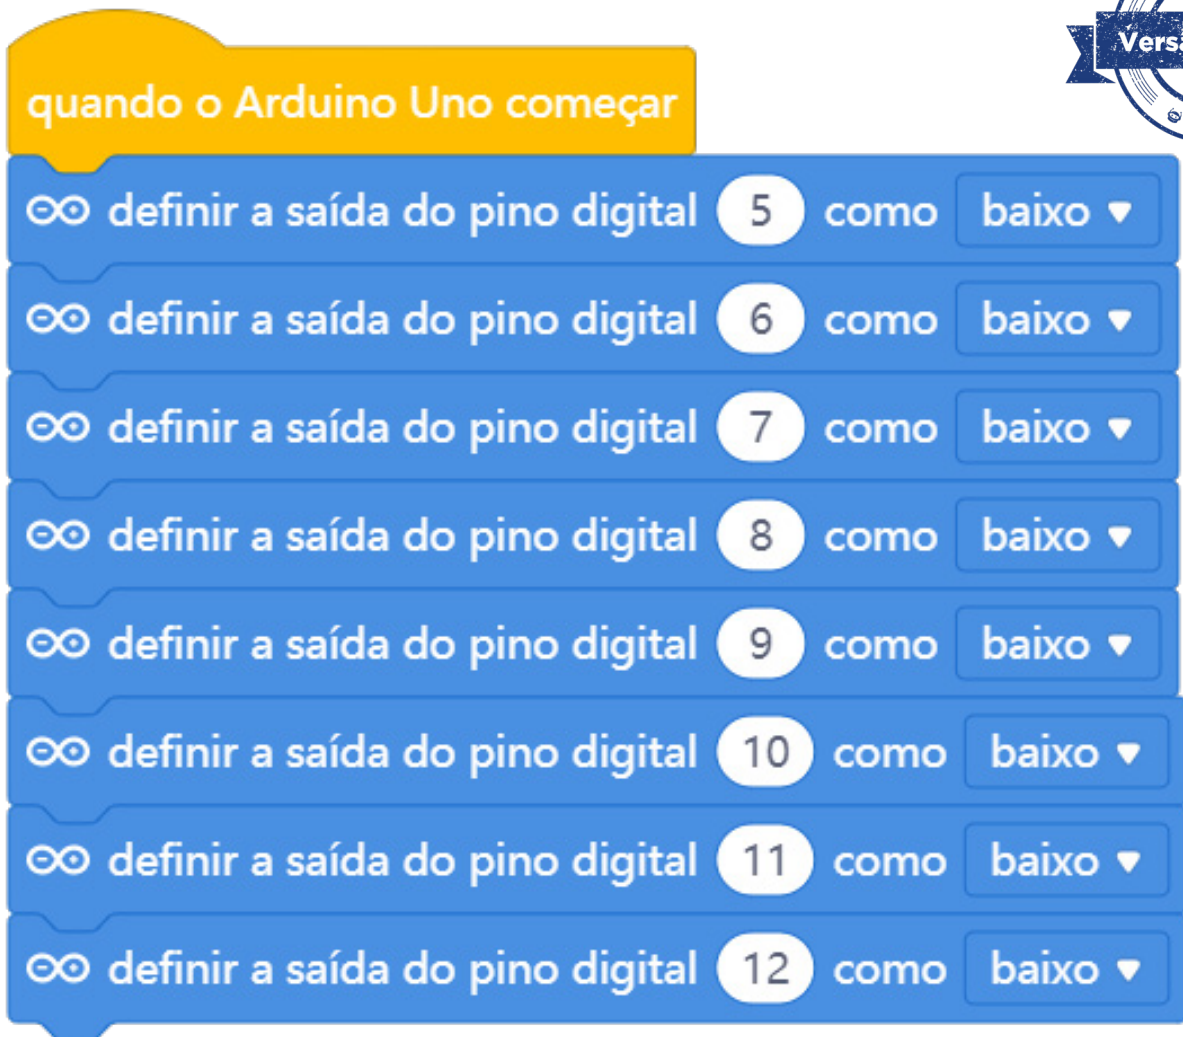 quando o Arduino Uno começar
definir a saída do pino digital 5 como baixo
definir a saída do pino digital 6 como baixo
definir a saída do pino digital 7 como baixo
definir a saída do pino digital 8 como baixo
definir a saída do pino digital 9 como baixo
definir a saída do pino digital 10 como baixo
definir a saída do pino digital 11 como baixo
definir a saída do pino digital 12 como baixo